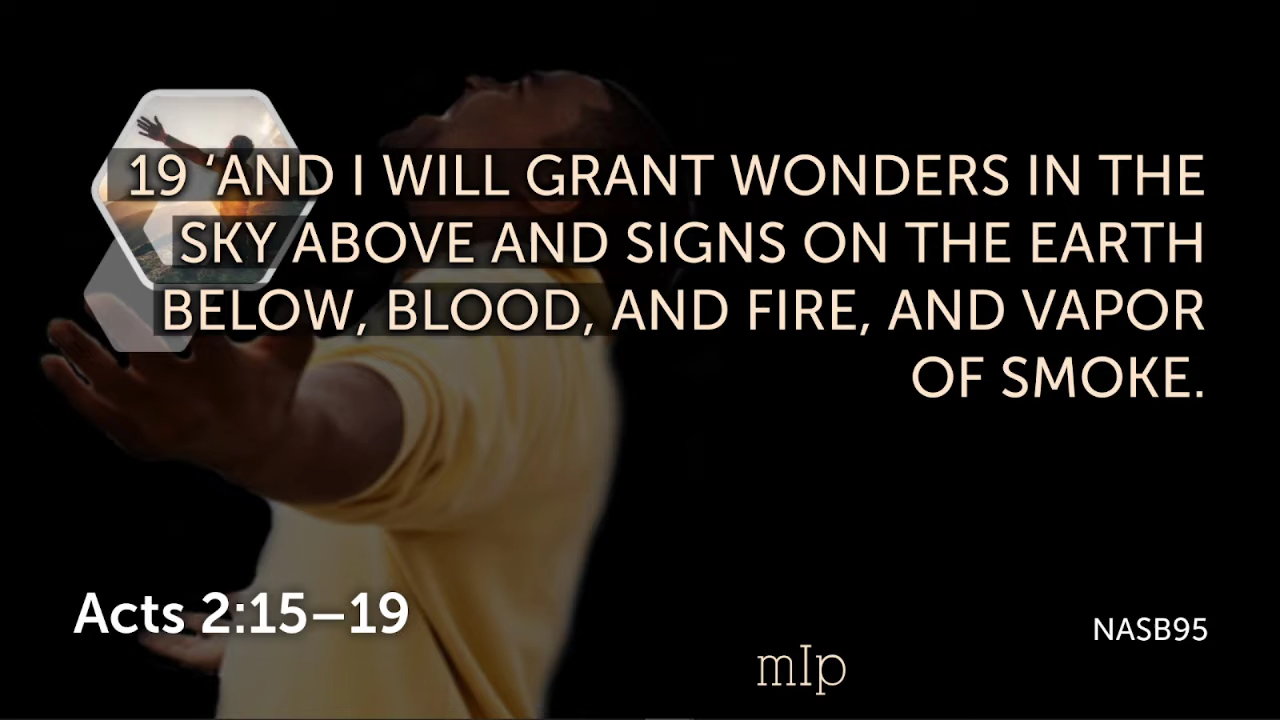 19 ‘AND I WILL GRANT WONDERS IN THE
SKY ABOVE AND SIGNS ON THE EARTH
BELOW, BLOOD, AND FIRE, AND VAPOR
OF SMOKE.
Acts 2:15–19
NASB95
mIp